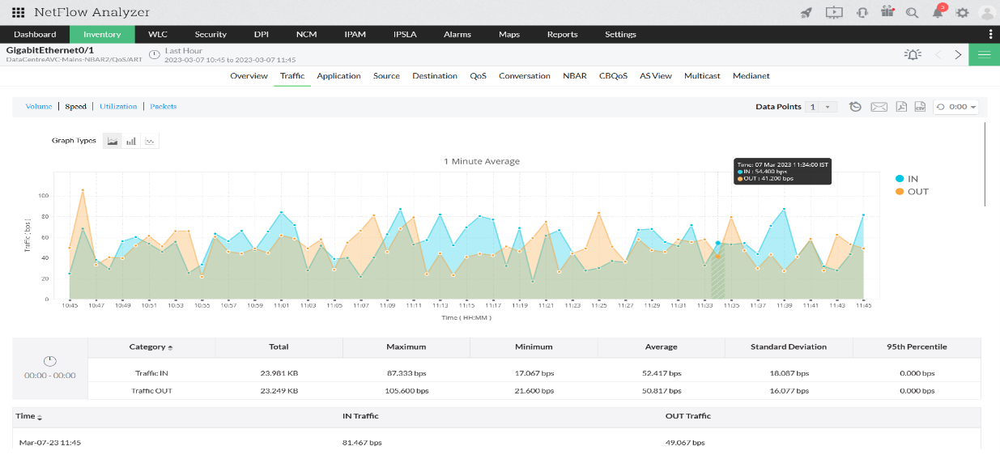 NetFlow Analyzer
3
Dashboard Inventory WLC Security DPI NCM IPAM IPSLA Alarms Maps Reports Settings
GigabitEthernet0/1
DataCentreAVC-Mains-NBAR2/QoS/ART
Last Hour
2023-03-07 10:45 to 2023-03-07 11:45
Overview Traffic Application Source Destination QoS Conversation NBAR CBQoS AS View Multicast Medianet
Volume | Speed | Utilization | Packets
Data Points 1
CSV
0:00
Graph Types
1 Minute Average
Time: 07 Mar 2023 11:34:00 IST
IN : 54.400 bps
OUT : 41.200 bps
IN
OUT
Traffic ( bps )
100
80
60
40
20
0
10:45 10:47 10:49 10:51 10:53 10:55 10:57 10:59 11:01 11:03 11:05 11:07 11:09 11:11 11:13 11:15 11:17 11:19 11:21 11:23 11:25 11:27 11:29 11:31 11:33 11:35 11:37 11:39 11:41 11:43 11:45
Time ( HH:MM )
00:00 - 00:00
Category Total Maximum Minimum Average Standard Deviation 95th Percentile
Traffic IN 23.981 KB 87.333 bps 17.067 bps 52.417 bps 18.087 bps 0.000 bps
Traffic OUT 23.249 KB 105.600 bps 21.600 bps 50.817 bps 16.077 bps 0.000 bps
Time IN Traffic OUT Traffic
Mar-07-23 11:45 81.467 bps 49.067 bps